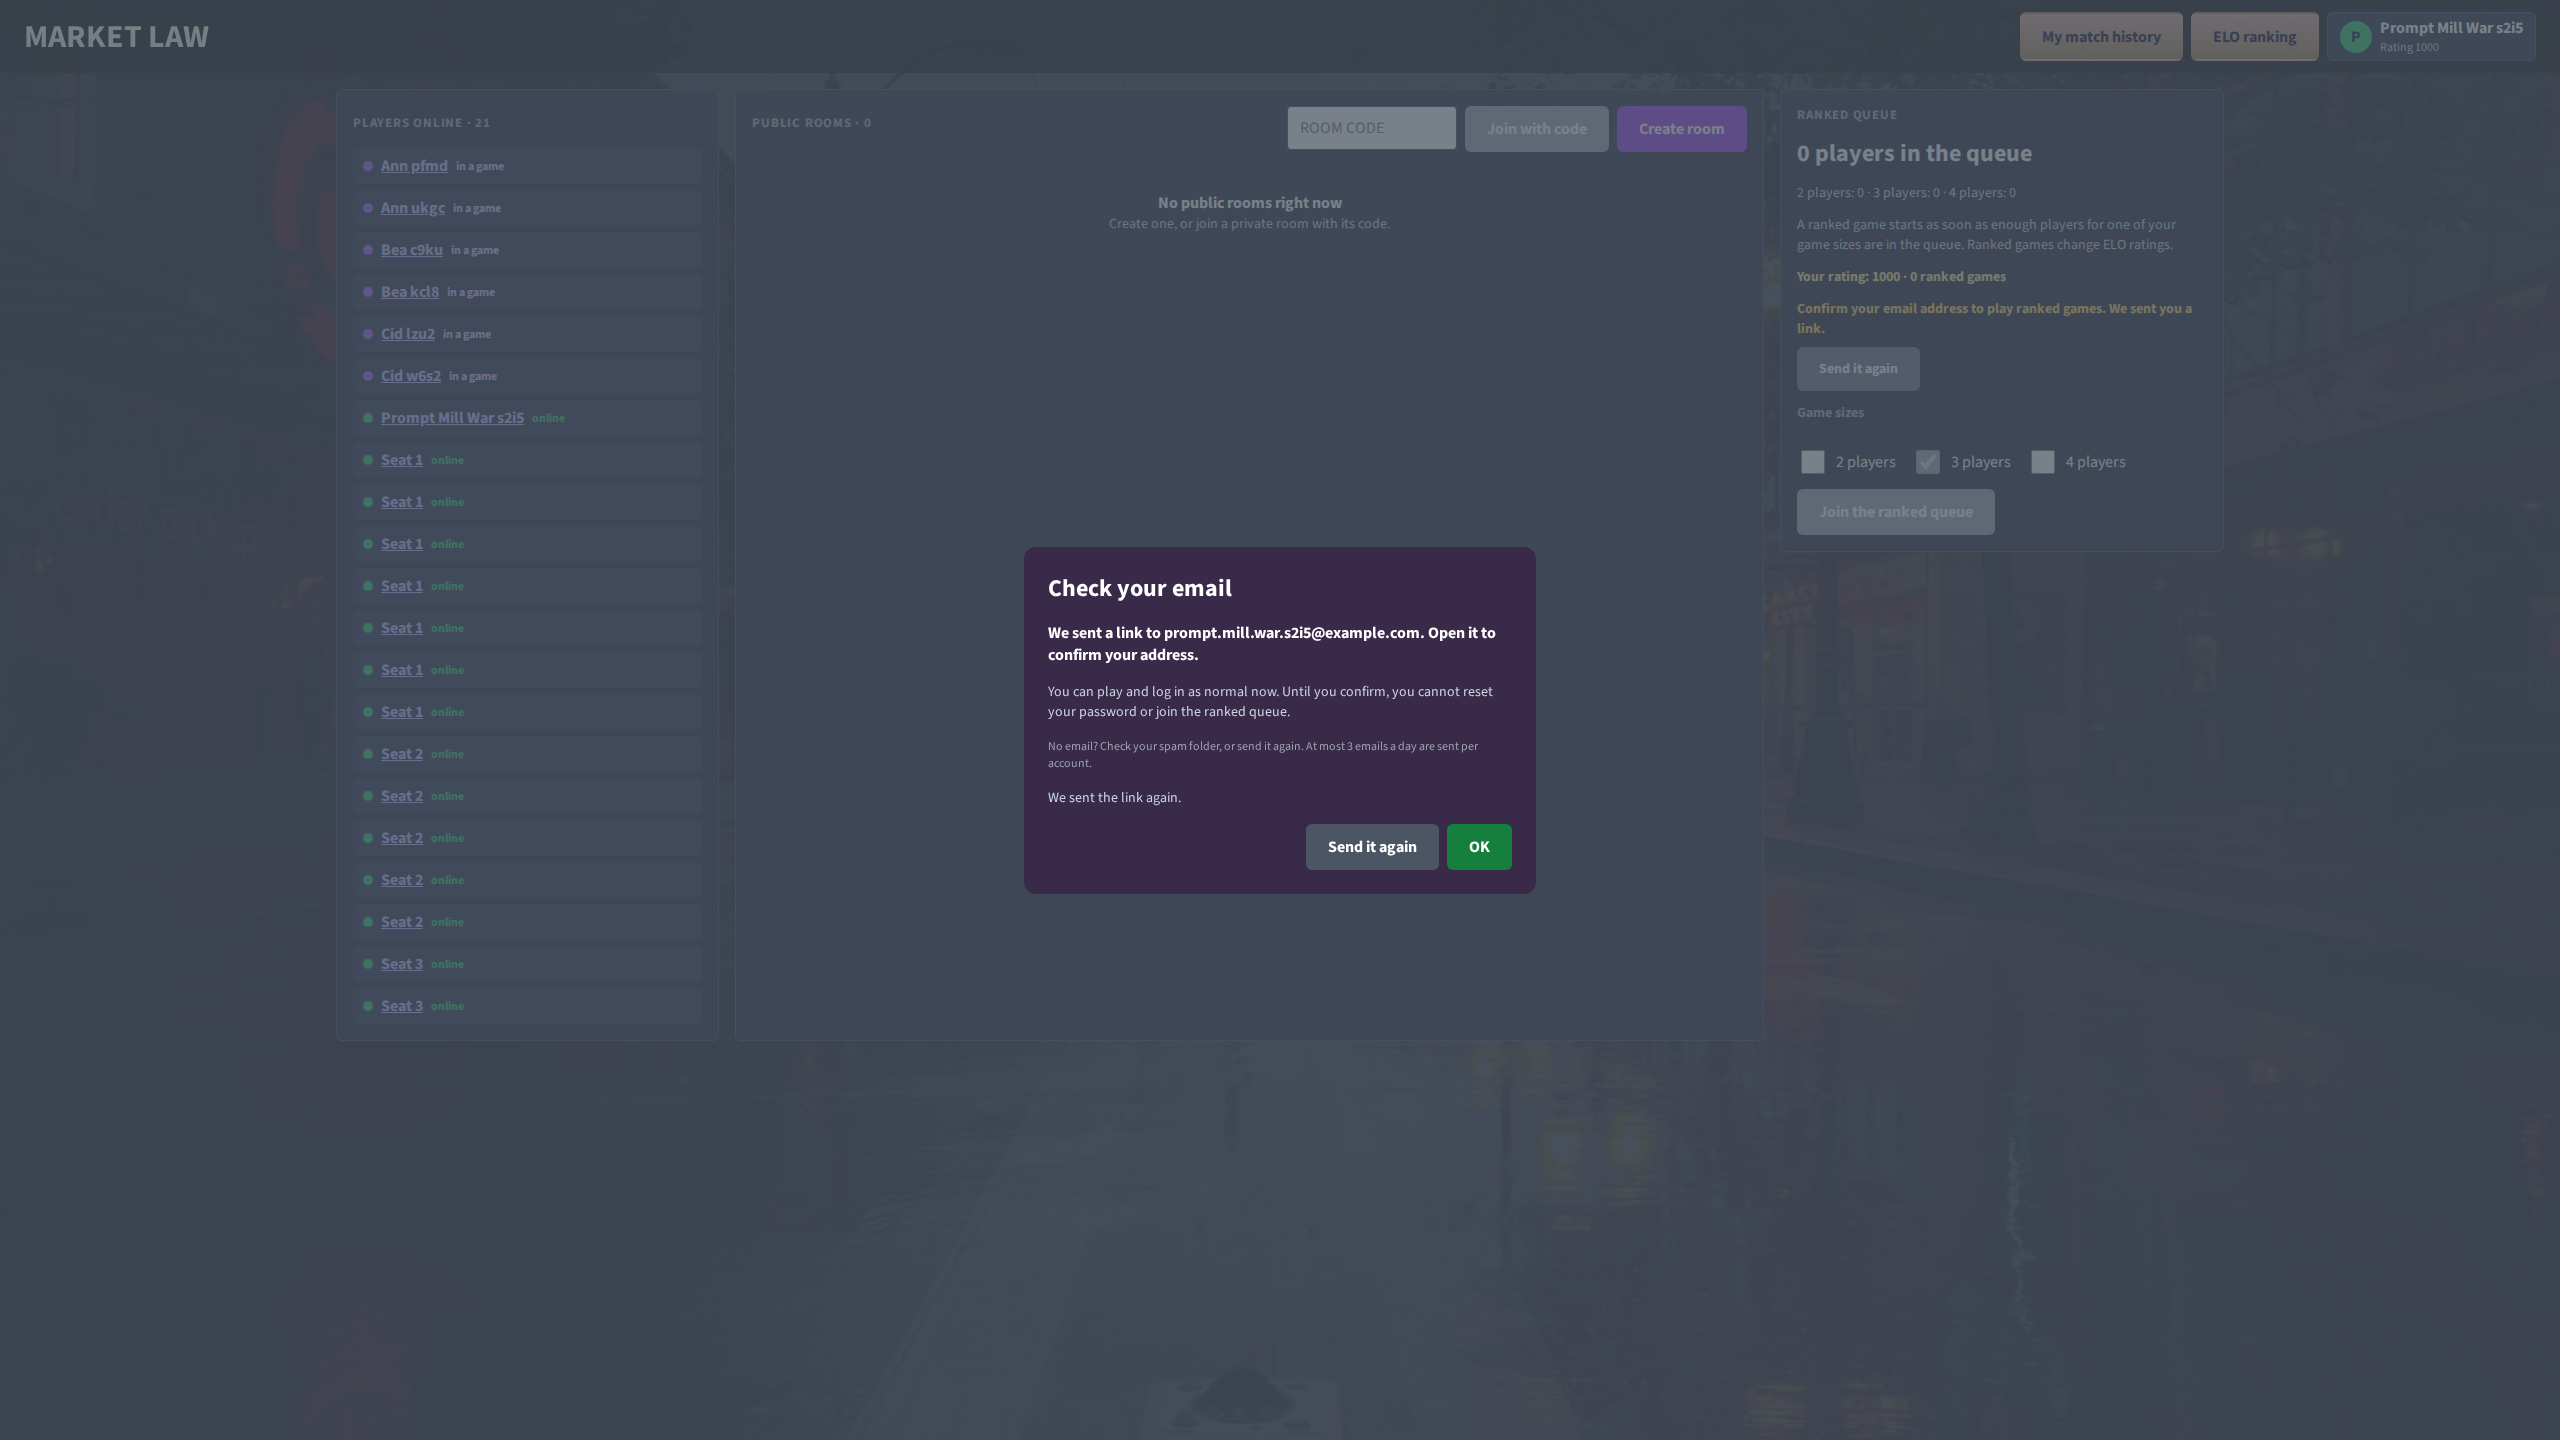 MARKET LAW
My match history
ELO ranking
P
Prompt Mill War s2i5
Rating 1000
PLAYERS ONLINE · 21
Ann pfmd in a game
Ann ukgc in a game
Bea c9ku in a game
Bea kcl8 in a game
Cid lzu2 in a game
Cid w6s2 in a game
Prompt Mill War s2i5 online
Seat 1 online
Seat 1 online
Seat 1 online
Seat 1 online
Seat 1 online
Seat 1 online
Seat 1 online
Seat 2 online
Seat 2 online
Seat 2 online
Seat 2 online
Seat 2 online
Seat 3 online
Seat 3 online
PUBLIC ROOMS · 0
ROOM CODE
Join with code
Create room
No public rooms right now
Create one, or join a private room with its code.
RANKED QUEUE
0 players in the queue
2 players: 0 · 3 players: 0 · 4 players: 0
A ranked game starts as soon as enough players for one of your
game sizes are in the queue. Ranked games change ELO ratings.
Your rating: 1000 · 0 ranked games
Confirm your email address to play ranked games. We sent you a
link.
Send it again
Game sizes
2 players
3 players
4 players
Join the ranked queue
Check your email
We sent a link to prompt.mill.war.s2i5@example.com. Open it to
confirm your address.
You can play and log in as normal now. Until you confirm, you cannot reset
your password or join the ranked queue.
No email? Check your spam folder, or send it again. At most 3 emails a day are sent per
account.
We sent the link again.
Send it again
OK
order pickup